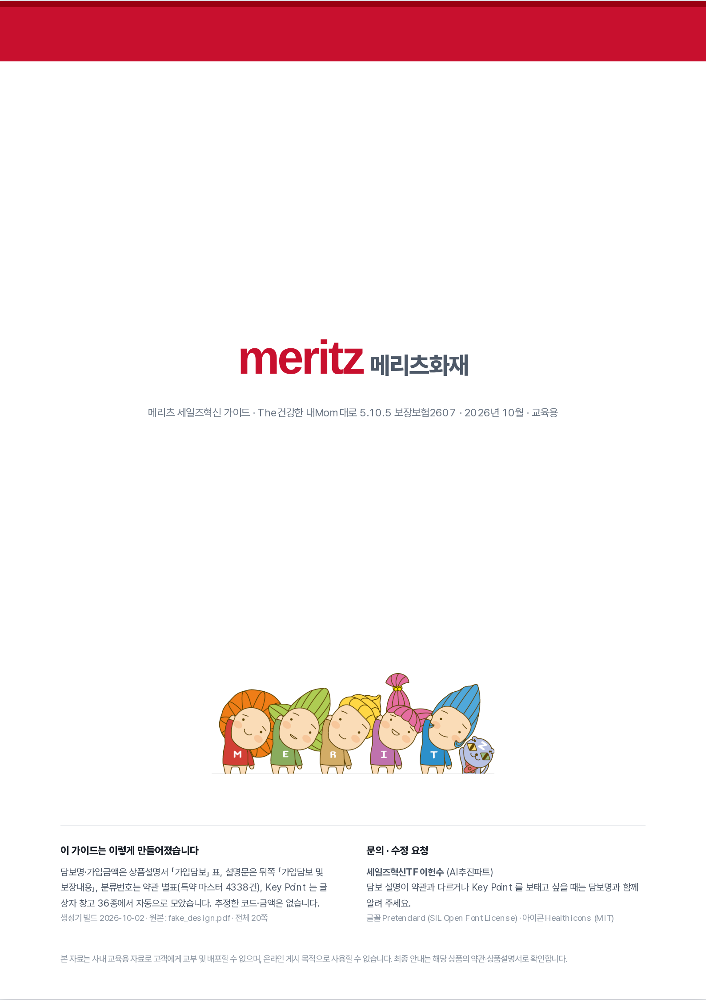 meritz 메리츠화재
메리츠 세일즈혁신 가이드 · The건강한 내Mom대로 5.10.5 보장보험2607 · 2026년 10월 · 교육용
M E R I T Z
이 가이드는 이렇게 만들어졌습니다
담보명·가입금액은 상품설명서 「가입담보」 표, 설명문은 뒤쪽 「가입담보 및
보장내용」, 분류번호는 약관 별표(특약 마스터 4338건), Key Point 는 글
상자 창고 36종에서 자동으로 모았습니다. 추정한 코드·금액은 없습니다.
생성기 빌드 2026-10-02 · 원본: fake_design.pdf · 전체 20쪽
문의 · 수정 요청
세일즈혁신TF 이헌수 (AI추진파트)
담보 설명이 약관과 다르거나 Key Point 를 보태고 싶을 때는 담보명과 함께
알려 주세요.
글꼴 Pretendard (SIL Open Font License) · 아이콘 Healthicons (MIT)
본 자료는 사내 교육용 자료로 고객에게 교부 및 배포할 수 없으며, 온라인 게시 목적으로 사용할 수 없습니다. 최종 안내는 해당 상품의 약관·상품설명서로 확인합니다.